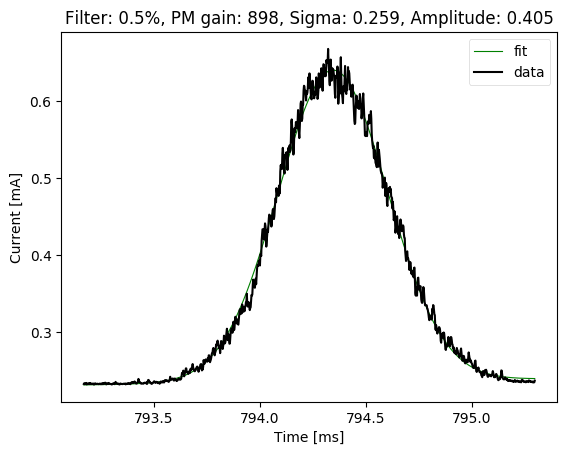 Filter: 0.5%, PM gain: 898, Sigma: 0.259, Amplitude: 0.405
fit
data
0.6
0.5
0.4
0.3
Current [mA]
793.5
794.0
794.5
795.0
Time [ms]